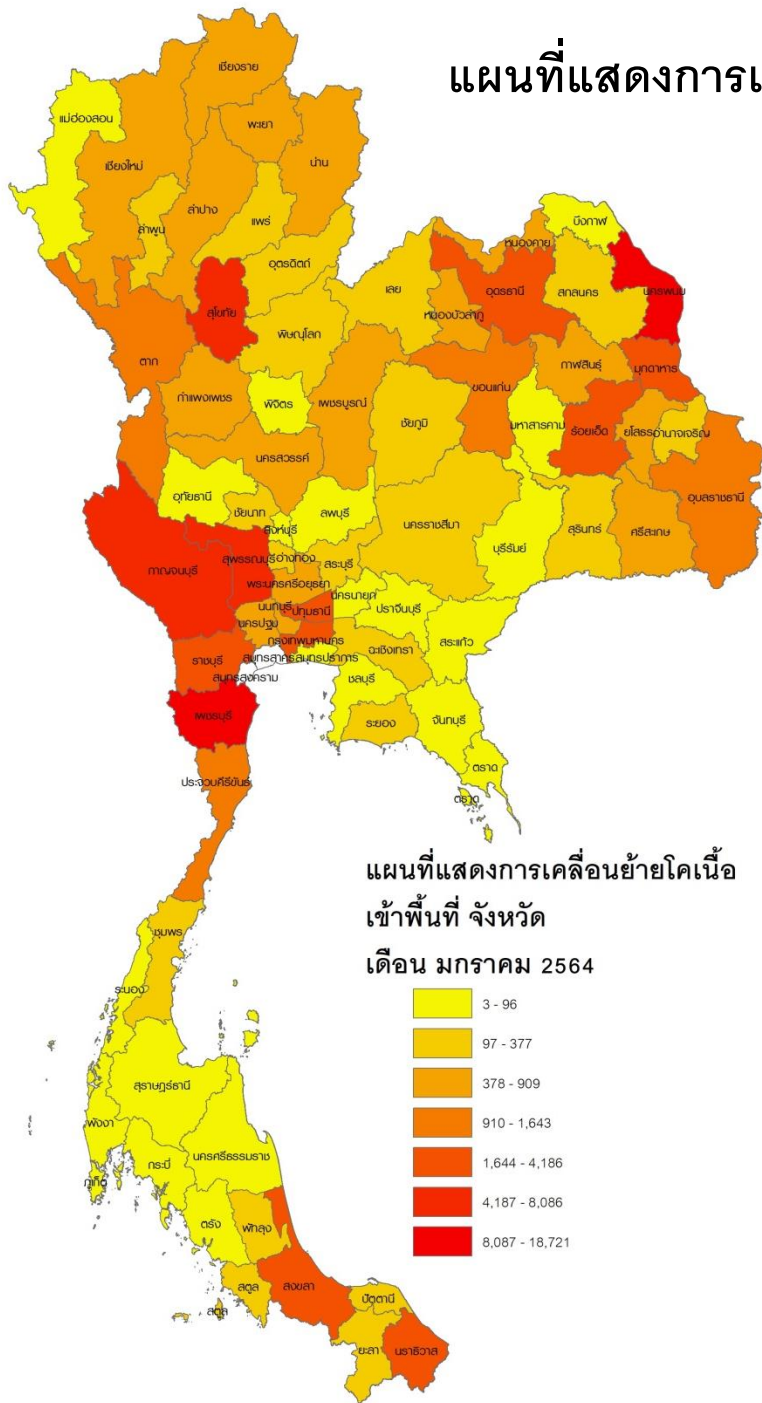 แผนที่แสดงการเ
เชียงราย
แม่ฮ่องสอน
พะเยา
เชียงใหม่
น่าน
ลำปาง
ลำพูน
แพร่
อุตรดิตถ์
บึงกาฬ
หนองคาย
เลย
อุดรธานี
สกลนคร
นครพนม
สุโขทัย
หนองบัวลำภู
พิษณุโลก
ตาก
กาฬสินธุ์
มุกดาหาร
ขอนแก่น
กำแพงเพชร
พิจิตร
เพชรบูรณ์
ชัยภูมิ
มหาสารคาม
ร้อยเอ็ด
ยโสธร
อำนาจเจริญ
นครสวรรค์
อุบลราชธานี
อุทัยธานี
ชัยนาท
ลพบุรี
นครราชสีมา
สุรินทร์
ศรีสะเกษ
สิงห์บุรี
บุรีรัมย์
กาญจนบุรี
สุพรรณบุรี
อ่างทอง
สระบุรี
พระนครศรีอยุธยา
นครนายก
ปราจีนบุรี
นนทบุรี
ปทุมธานี
นครปฐม
กรุงเทพมหานคร
ฉะเชิงเทรา
สระแก้ว
ราชบุรี
สมุทรสาคร
สมุทรปราการ
สมุทรสงคราม
ชลบุรี
เพชรบุรี
ระยอง
จันทบุรี
ตราด
ตราด
ประจวบคีรีขันธ์
แผนที่แสดงการเคลื่อนย้ายโคเนื้อ
เข้าพื้นที่ จังหวัด
เดือน มกราคม 2564
3 - 96
97 - 377
378 - 909
910 - 1,643
1,644 - 4,186
4,187 - 8,086
8,087 - 18,721
ชุมพร
ระนอง
สุราษฎร์ธานี
พังงา
นครศรีธรรมราช
กระบี่
ภูเก็ต
ตรัง
พัทลุง
สตูล
สงขลา
สตูล
ปัตตานี
ยะลา
นราธิวาส